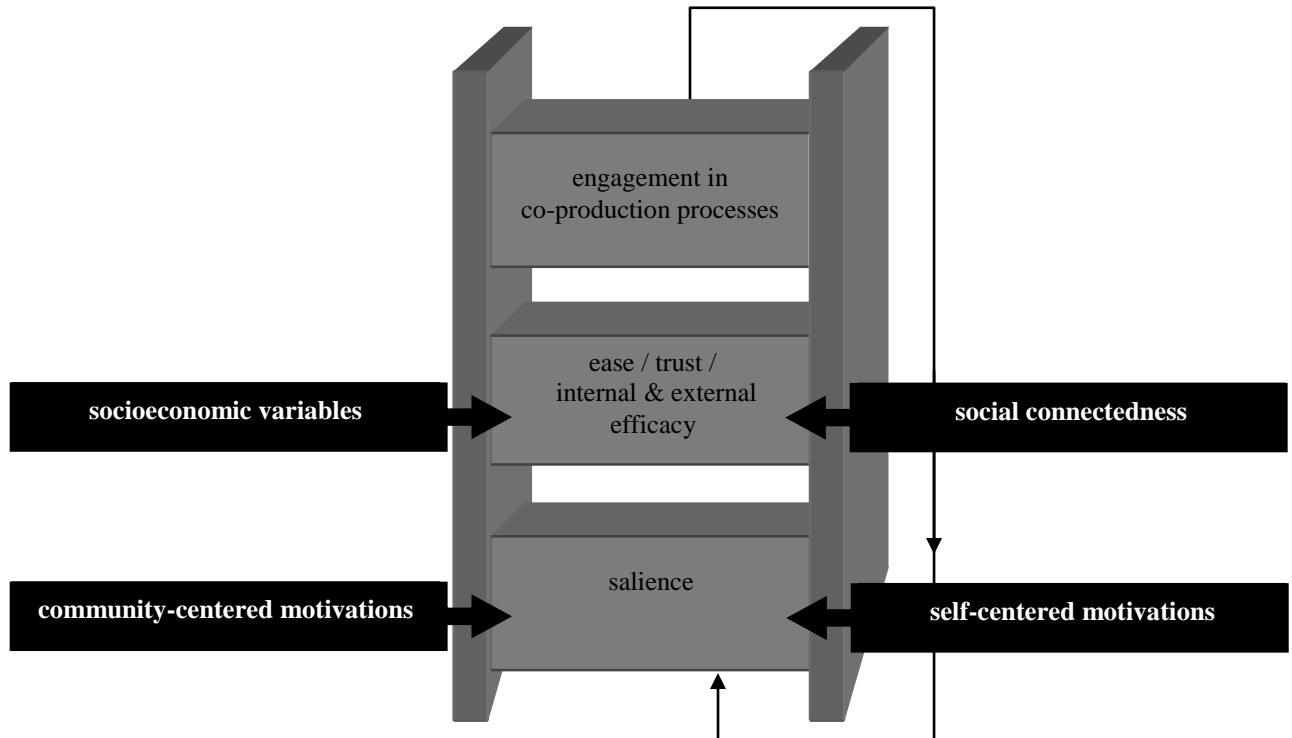 engagement in
co-production processes
ease / trust /
internal & external
efficacy
socioeconomic variables
social connectedness
salience
community-centered motivations
self-centered motivations